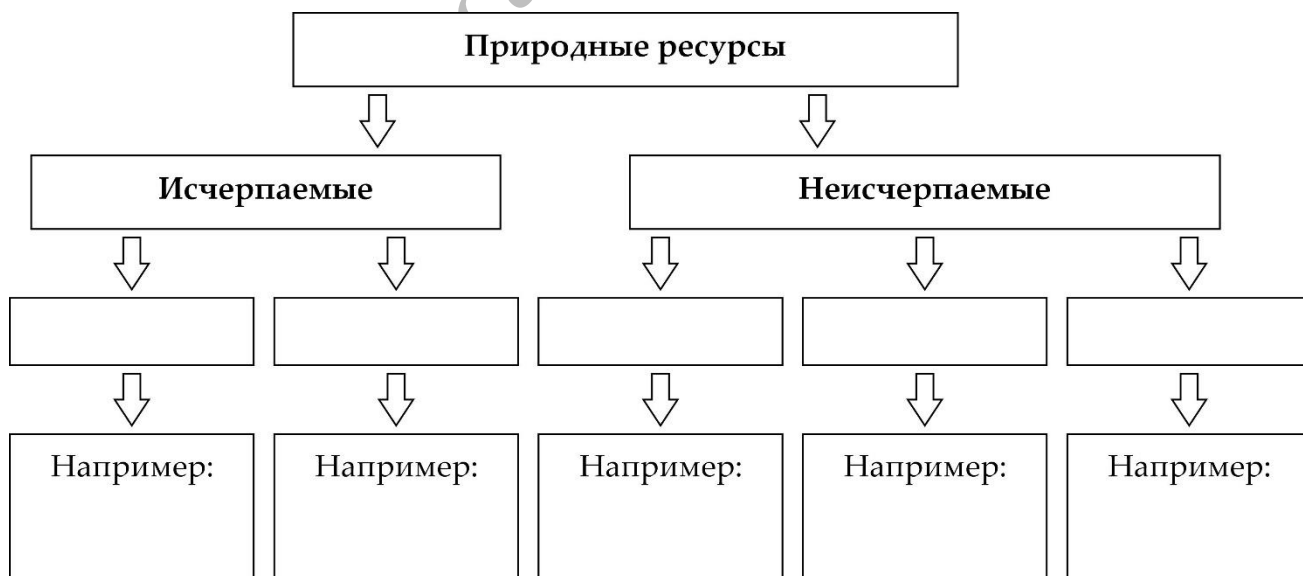 Природные ресурсы
Исчерпаемые
Неисчерпаемые
Например:
Например:
Например:
Например:
Например: